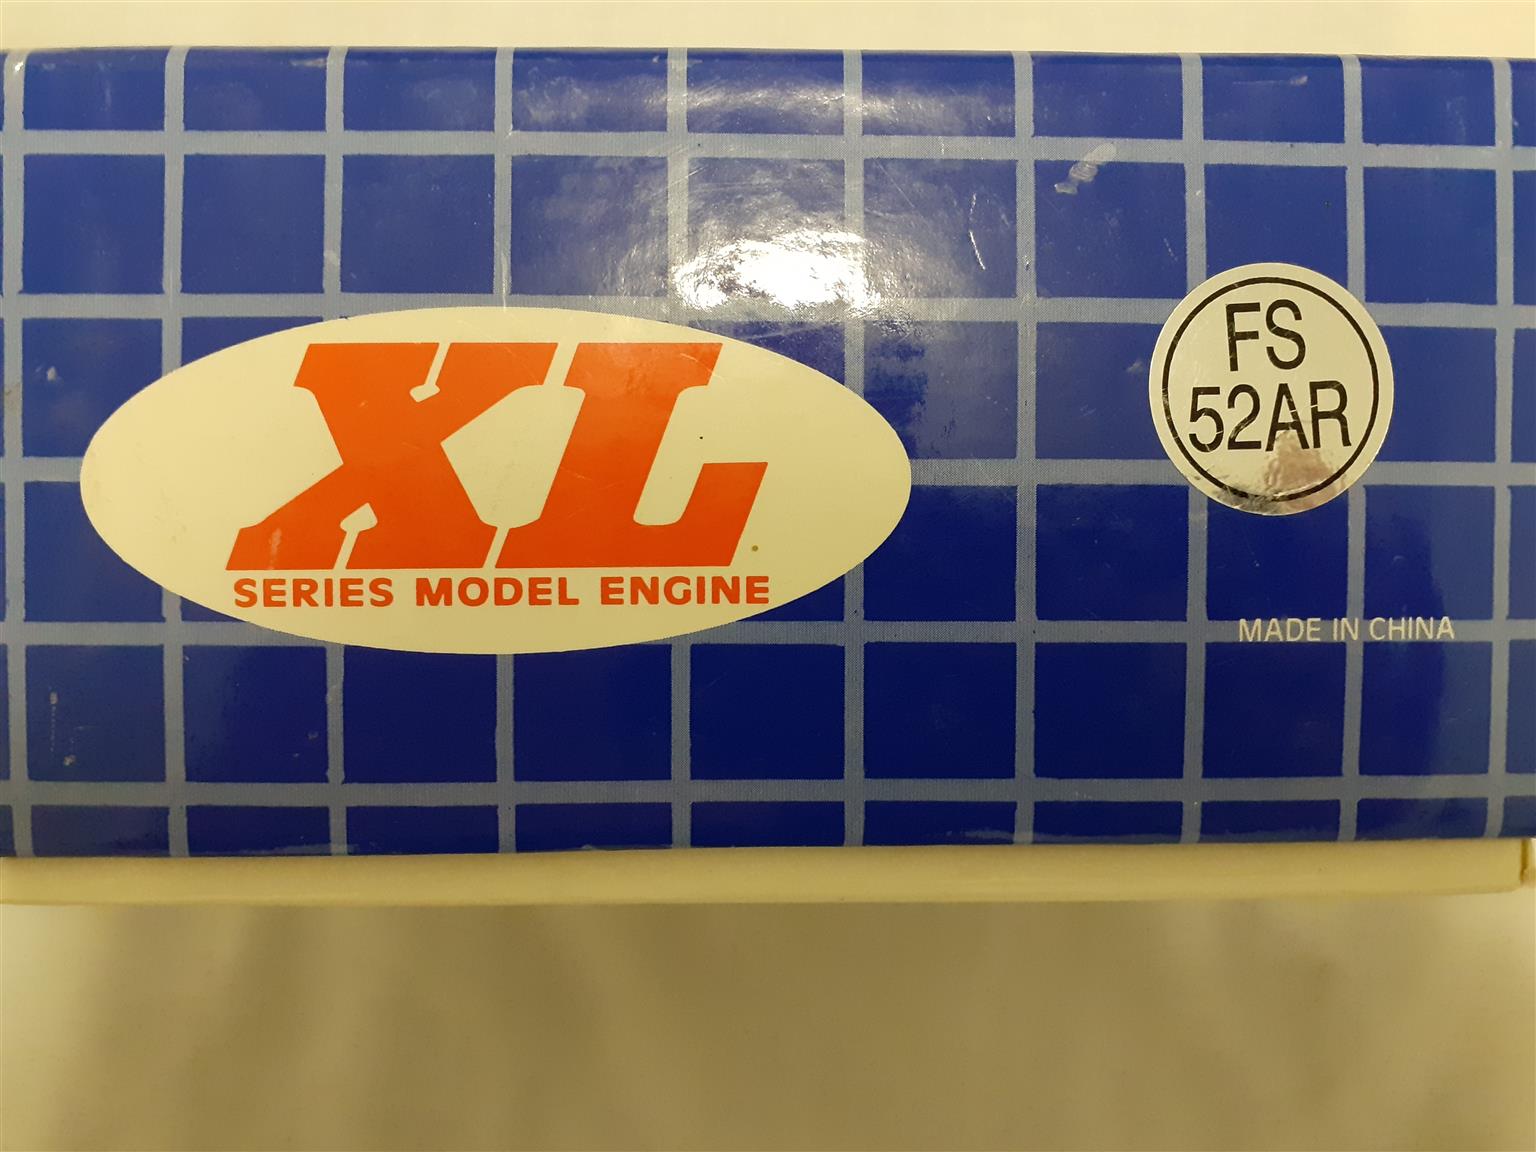 XL
SERIES MODEL ENGINE
FS
52AR
MADE IN CHINA